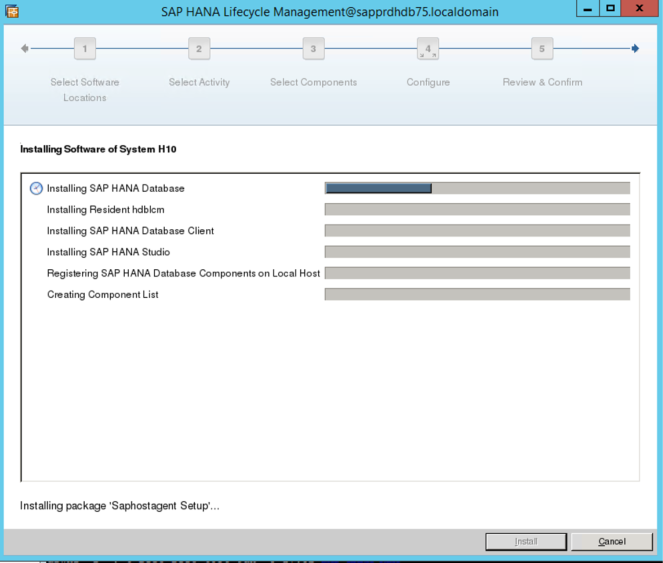 SAP HANA Lifecycle Management@sapprdhdb75.localdomain
1
2
3
4
5
Select Software
Locations
Select Activity
Select Components
Configure
Review & Confirm
Installing Software of System H10
Installing SAP HANA Database
Installing Resident hdblcm
Installing SAP HANA Database Client
Installing SAP HANA Studio
Registering SAP HANA Database Components on Local Host
Creating Component List
Installing package 'Saphostagent Setup'...
Install
Cancel